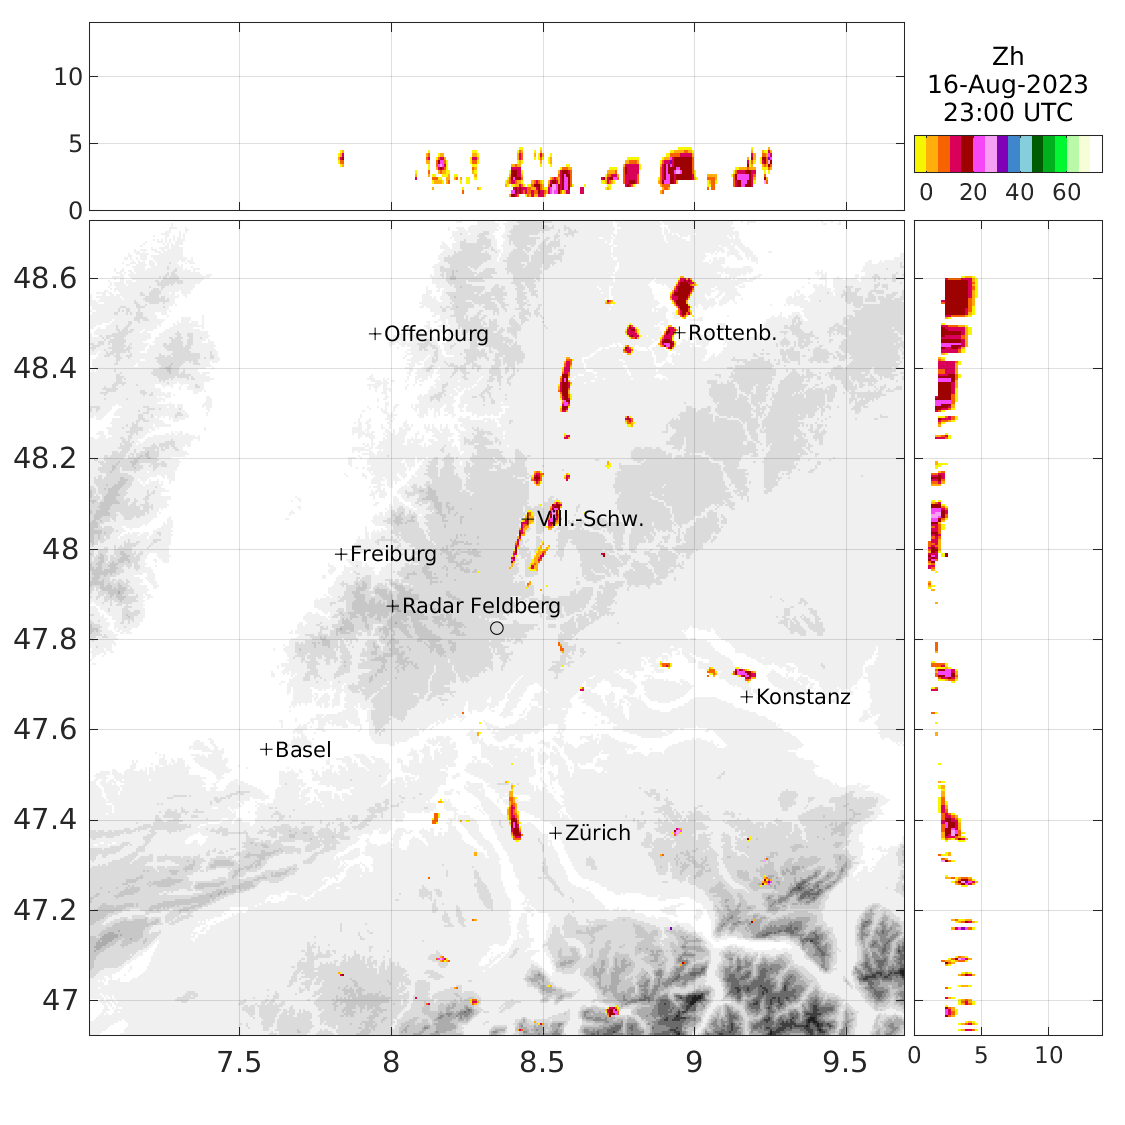 10
5
0
Zh
16-Aug-2023
23:00 UTC
0 20 40 60
48.6
48.4
48.2
48
47.8
47.6
47.4
47.2
47
Offenburg
Rottenb.
Vill.-Schw.
Freiburg
Radar Feldberg
Konstanz
Basel
Zürich
7.5 8 8.5 9 9.5
0 5 10